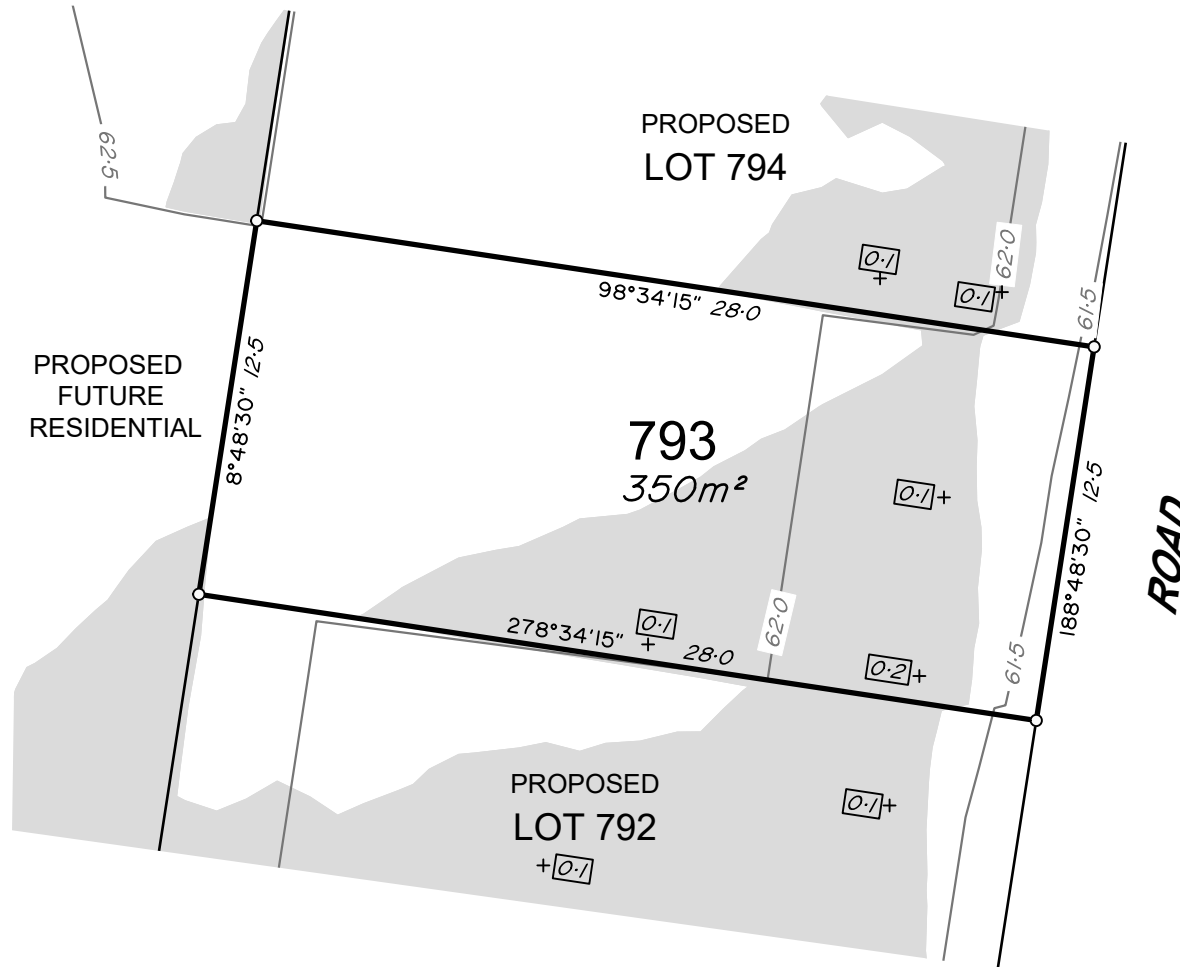 62·5
PROPOSED
LOT 794
0·1
0·1
62·0
61·5
98°34'15" 28·0
PROPOSED
FUTURE
RESIDENTIAL
8°48'30" 12·5
793
350m²
0·1
188°48'30" 12·5
ROAD
62·0
0·1
278°34'15" 28·0
0·2
61·5
PROPOSED
LOT 792
0·1
0·1